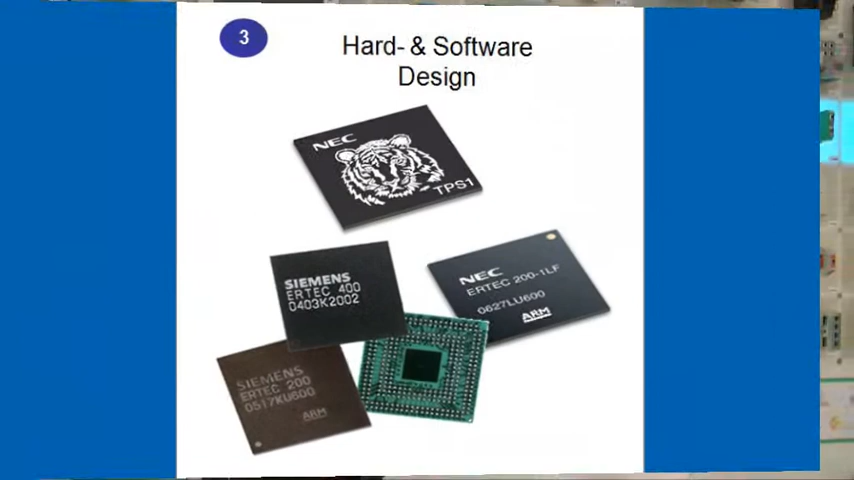 3
Hard- & Software
Design
NEC
TPS1
SIEMENS
ERTEC 400
0403K2002
NEC
ERTEC 200-1LF
0627LU600
ARM
SIEMENS
ERTEC 200
0517KU600
ARM